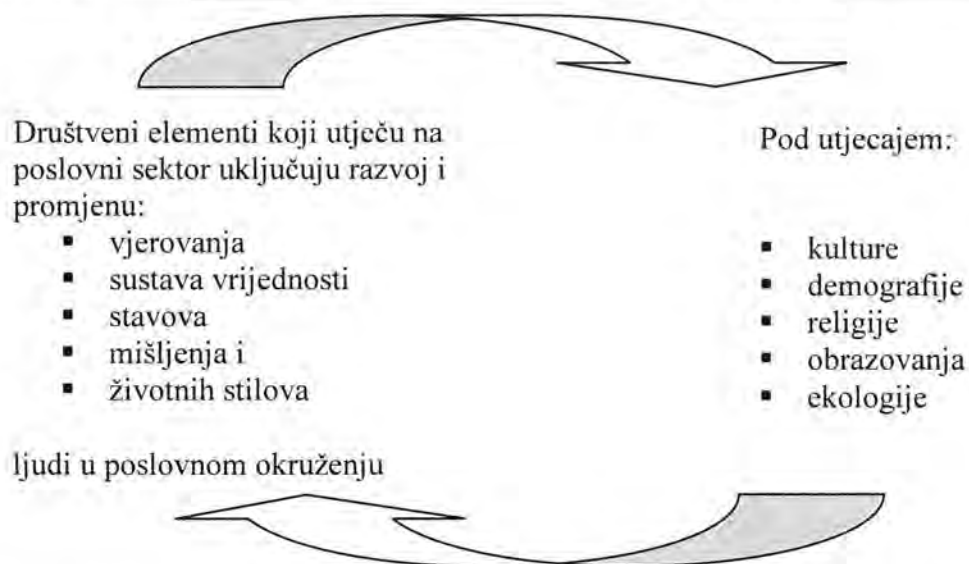 Društveni elementi koji utječu na
poslovni sektor uključuju razvoj i
promjenu:
▪ vjerovanja
▪ sustava vrijednosti
▪ stavova
▪ mišljenja i
▪ životnih stilova
ljudi u poslovnom okruženju
Pod utjecajem:
▪ kulture
▪ demografije
▪ religije
▪ obrazovanja
▪ ekologije